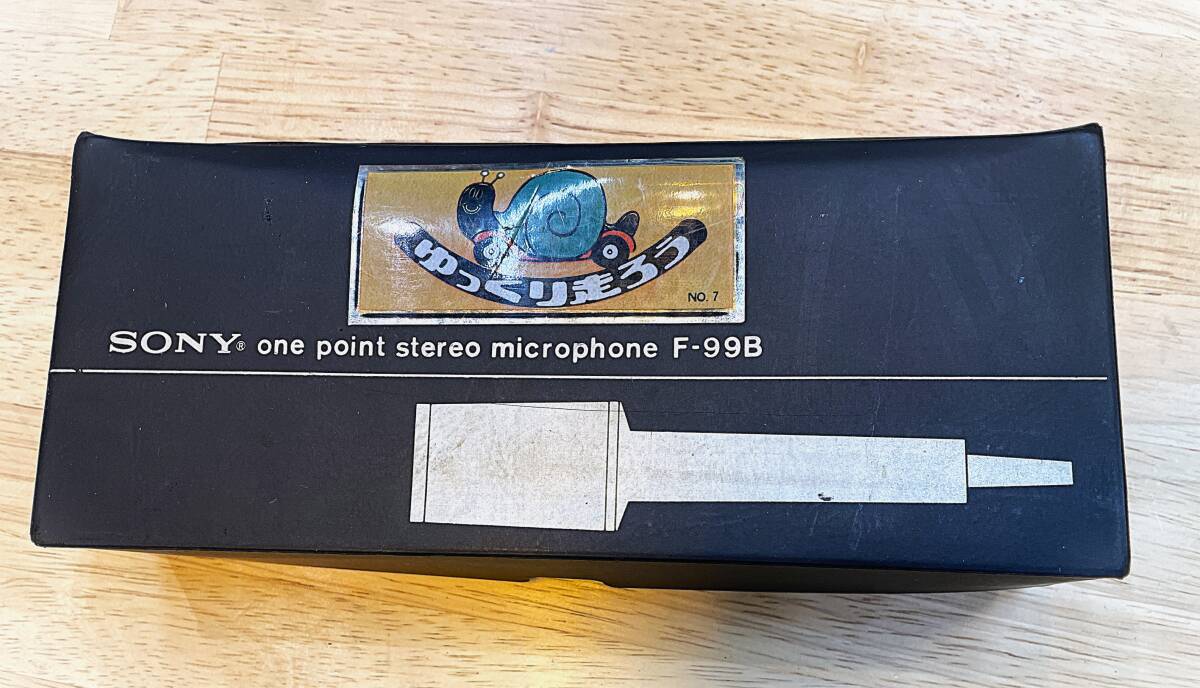 ゆっくり走ろう
NO. 7
SONY® one point stereo microphone F-99B